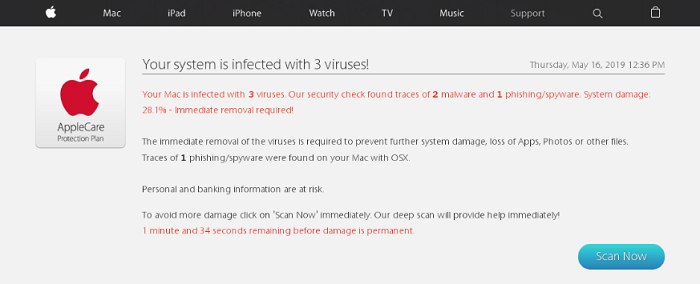 Mac iPad iPhone Watch TV Music Support
Your system is infected with 3 viruses!
Thursday, May 16, 2019 12:36 PM
Your Mac is infected with 3 viruses. Our security check found traces of 2 malware and 1 phishing/spyware. System damage:
28.1% - Immediate removal required!
AppleCare
Protection Plan
The immediate removal of the viruses is required to prevent further system damage, loss of Apps, Photos or other files.
Traces of 1 phishing/spyware were found on your Mac with OSX.
Personal and banking information are at risk.
To avoid more damage click on 'Scan Now' immediately. Our deep scan will provide help immediately!
1 minute and 34 seconds remaining before damage is permanent.
Scan Now